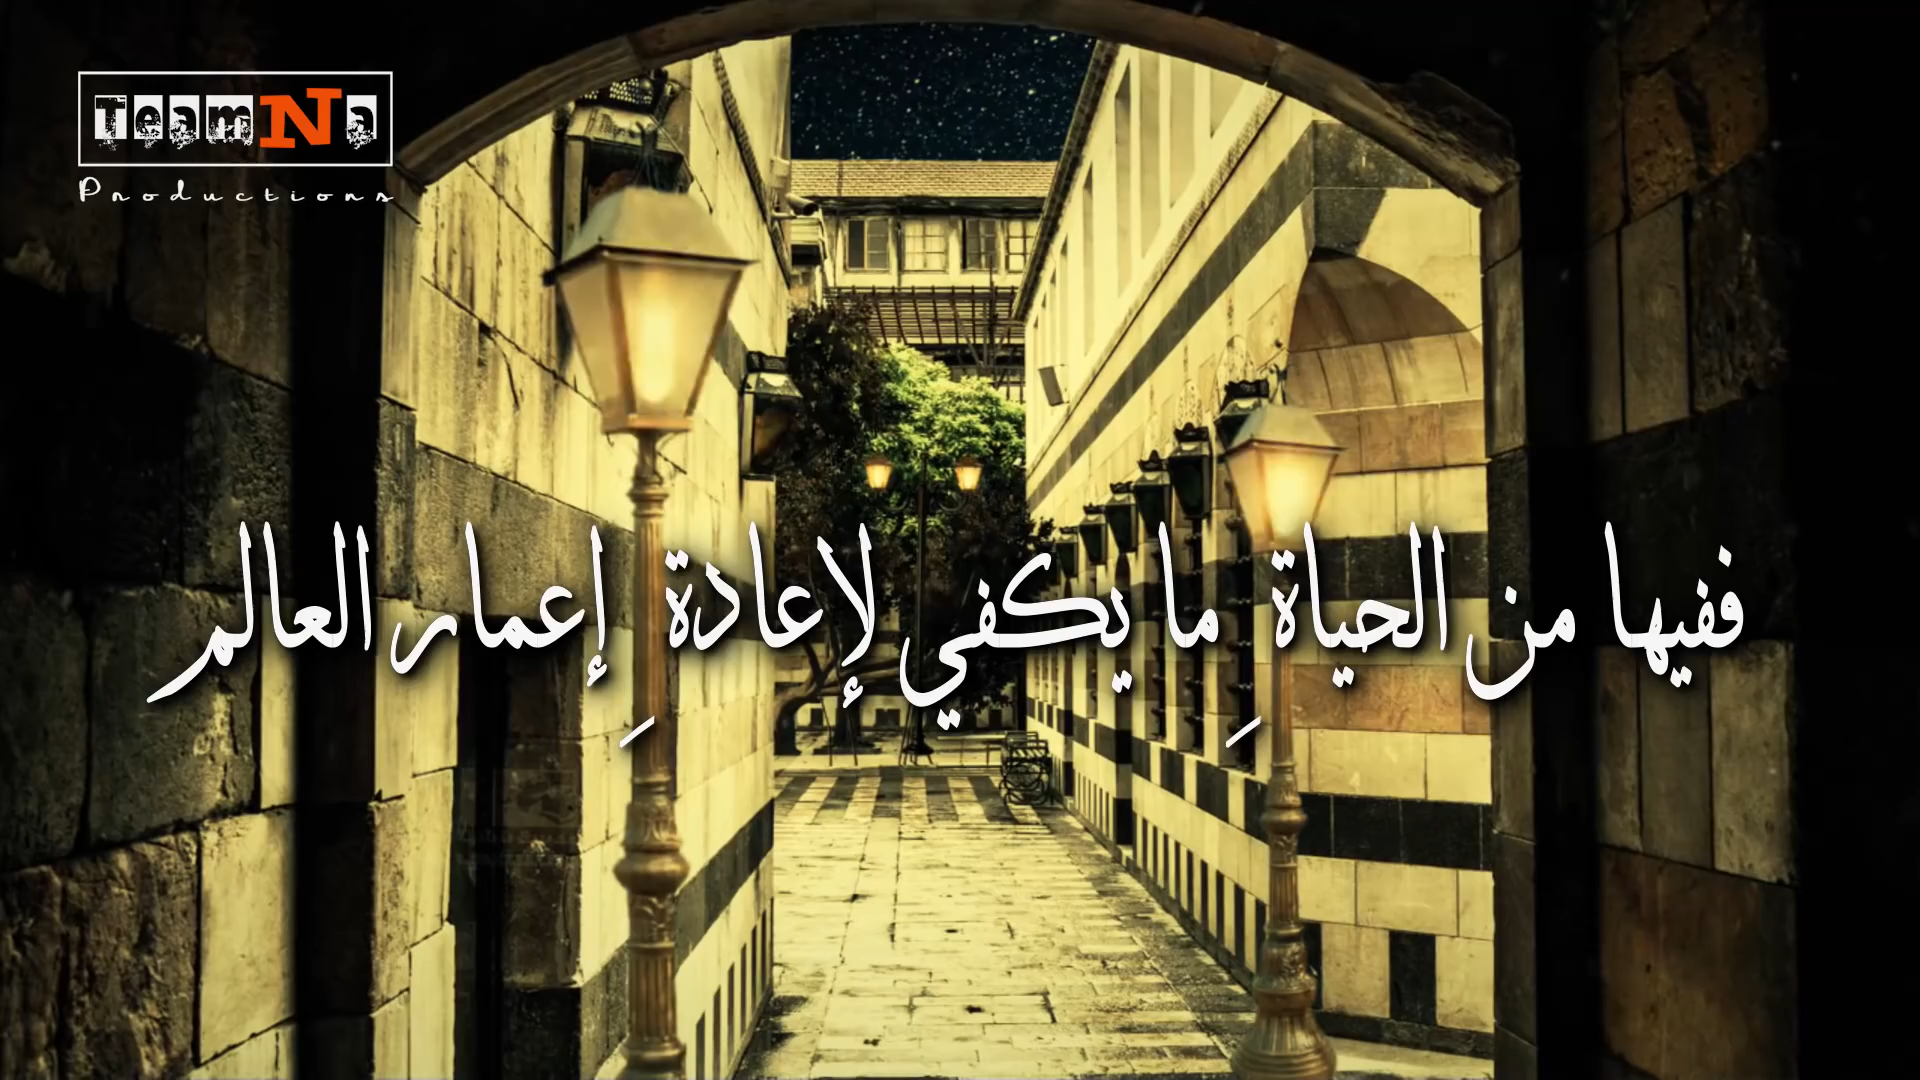 TeamNa
Productions
ففيها من الحياةِ ما يكفي لإعادةِ إعمار العالم